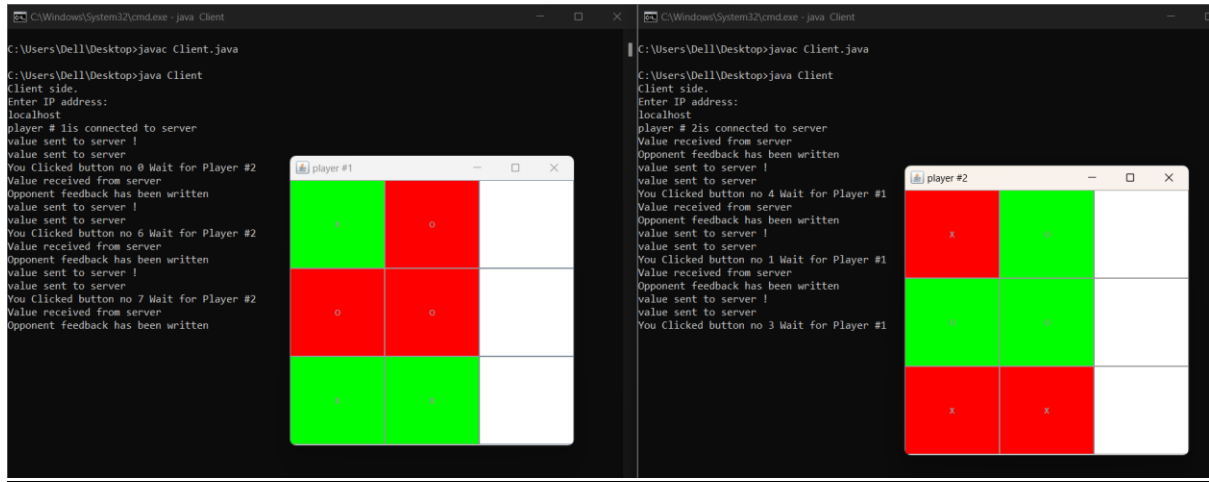 C:\Windows\System32\cmd.exe - java Client
C:\Users\Dell\Desktop>javac Client.java
C:\Users\Dell\Desktop>java Client
Client side.
Enter IP address:
localhost
player # 1is connected to server
value sent to server !
value sent to server
You Clicked button no 0 Wait for Player #2
Value received from server
Opponent feedback has been written
value sent to server !
value sent to server
You Clicked button no 6 Wait for Player #2
Value received from server
Opponent feedback has been written
value sent to server !
value sent to server
You Clicked button no 7 Wait for Player #2
Value received from server
Opponent feedback has been written
player #1
o
o o
C:\Windows\System32\cmd.exe - java Client
C:\Users\Dell\Desktop>javac Client.java
C:\Users\Dell\Desktop>java Client
Client side.
Enter IP address:
localhost
player # 2is connected to server
Value received from server
Opponent feedback has been written
value sent to server !
value sent to server
You Clicked button no 4 Wait for Player #1
Value received from server
Opponent feedback has been written
value sent to server !
value sent to server
You Clicked button no 1 Wait for Player #1
Value received from server
Opponent feedback has been written
value sent to server !
value sent to server
You Clicked button no 3 Wait for Player #1
player #2
x
x x